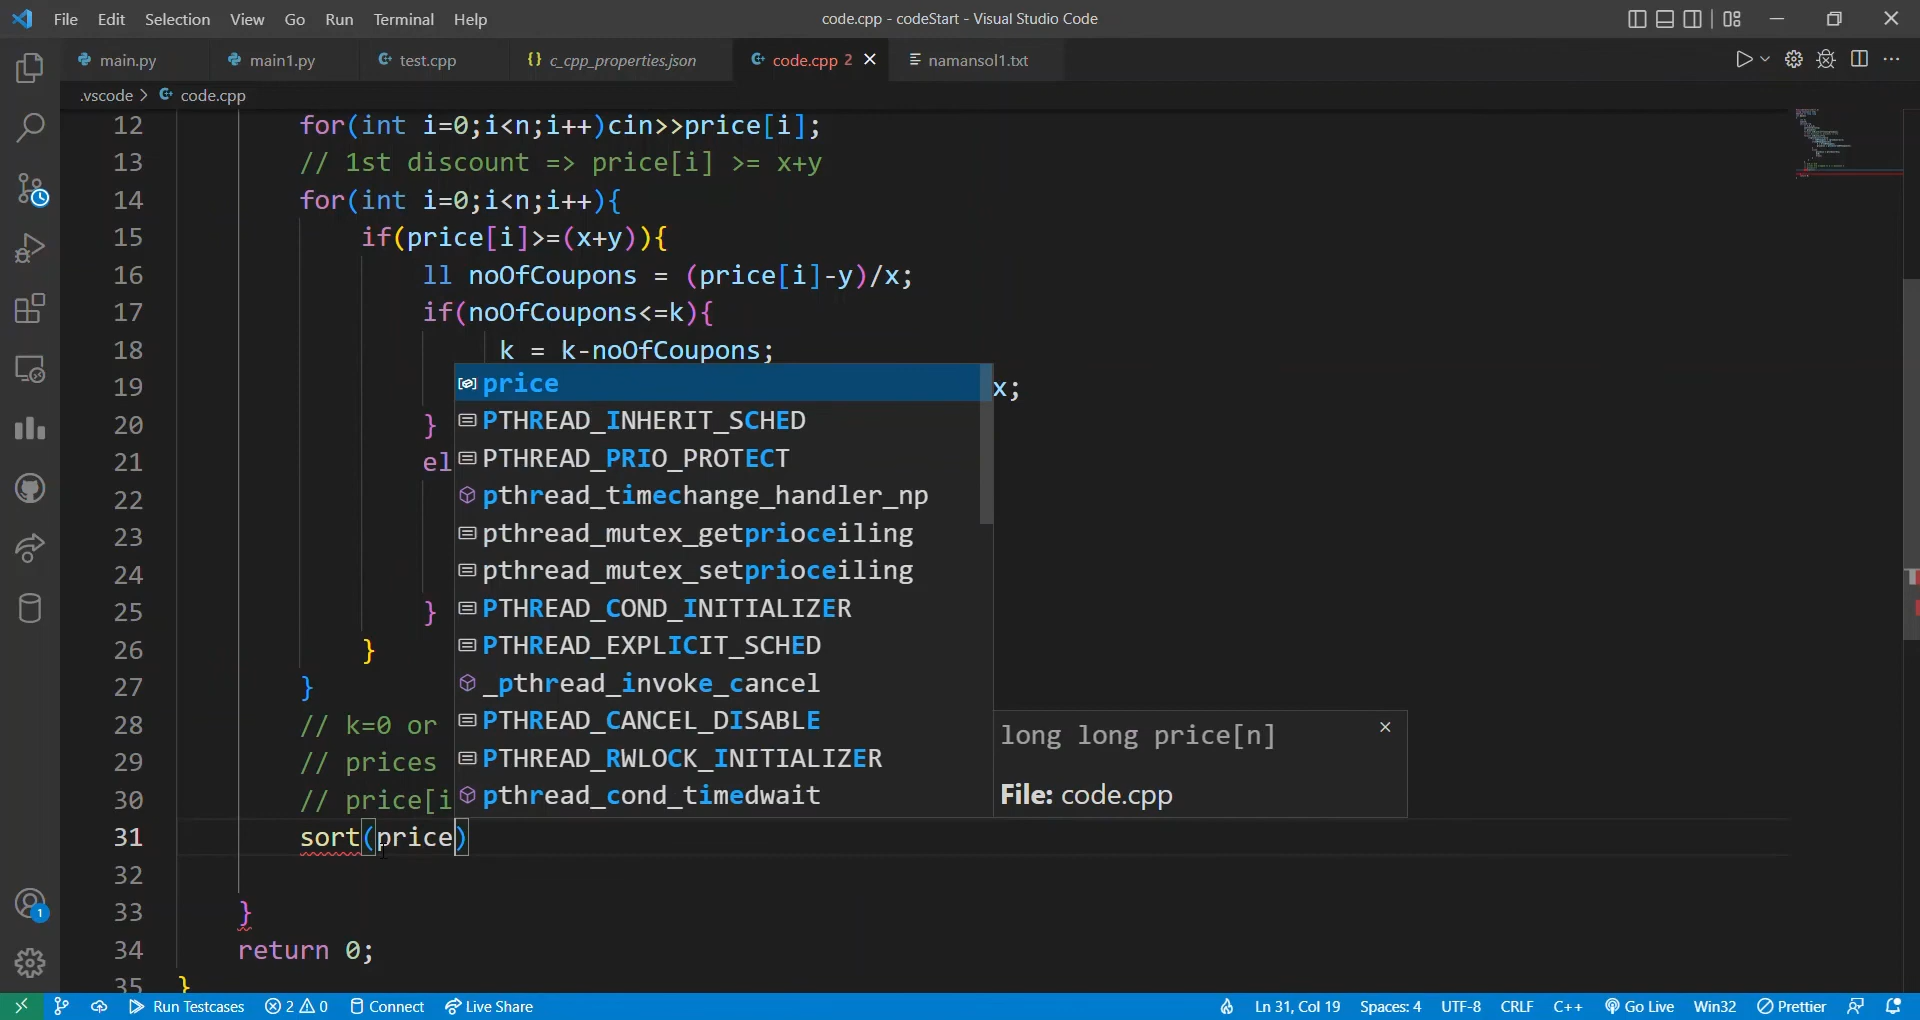 File Edit Selection View Go Run Terminal Help
code.cpp - codeStart - Visual Studio Code
main.py main1.py test.cpp c_cpp_properties.json code.cpp 2 namansol1.txt
.vscode > code.cpp
12 for(int i=0;i<n;i++)cin>>price[i];
13 // 1st discount => price[i] >= x+y
14 for(int i=0;i<n;i++){
15 if(price[i]>=(x+y)){
16 ll noOfCoupons = (price[i]-y)/x;
17 if(noOfCoupons<=k){
18 k = k-noOfCoupons;
19 x;
20 }
21 el
22
23
24
25 }
26 }
27 }
28 // k=0 or
29 // prices
30 // price[i
31 sort(price)
32
33 }
34 return 0;
35 }
price
PTHREAD_INHERIT_SCHED
PTHREAD_PRIO_PROTECT
pthread_timechange_handler_np
pthread_mutex_getprioceiling
pthread_mutex_setprioceiling
PTHREAD_COND_INITIALIZER
PTHREAD_EXPLICIT_SCHED
_pthread_invoke_cancel
PTHREAD_CANCEL_DISABLE
PTHREAD_RWLOCK_INITIALIZER
pthread_cond_timedwait
long long price[n]
File: code.cpp
1
Run Testcases 2 0 Connect Live Share Ln 31, Col 19 Spaces: 4 UTF-8 CRLF C++ Go Live Win32 Prettier